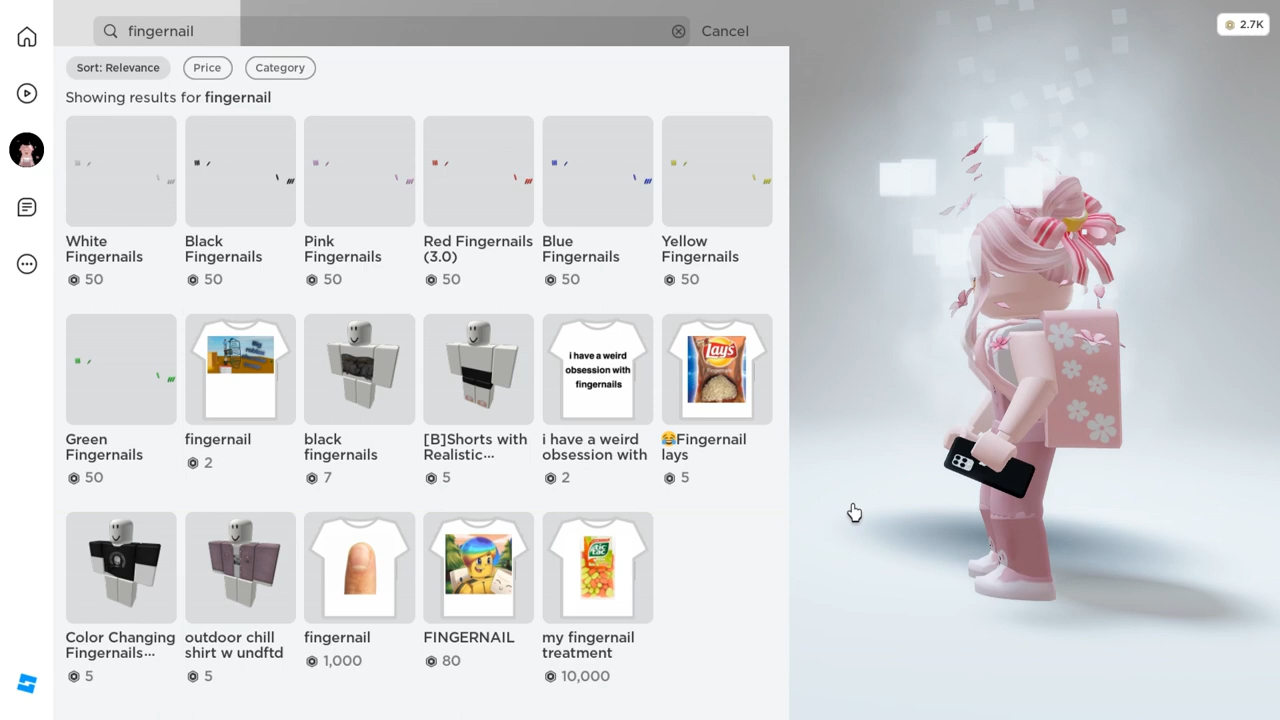 fingernail
Cancel
2.7K
Sort: Relevance
Price
Category
Showing results for fingernail
White
Fingernails
50
Black
Fingernails
50
Pink
Fingernails
50
Red Fingernails
(3.0)
50
Blue
Fingernails
50
Yellow
Fingernails
50
i have a weird
obsession with
fingernails
Lay's
Green
Fingernails
50
fingernail
2
black
fingernails
7
[B]Shorts with
Realistic...
5
i have a weird
obsession with
2
😂Fingernail
lays
5
tic
tac
Color Changing
Fingernails...
5
outdoor chill
shirt w undftd
5
fingernail
1,000
FINGERNAIL
80
my fingernail
treatment
10,000